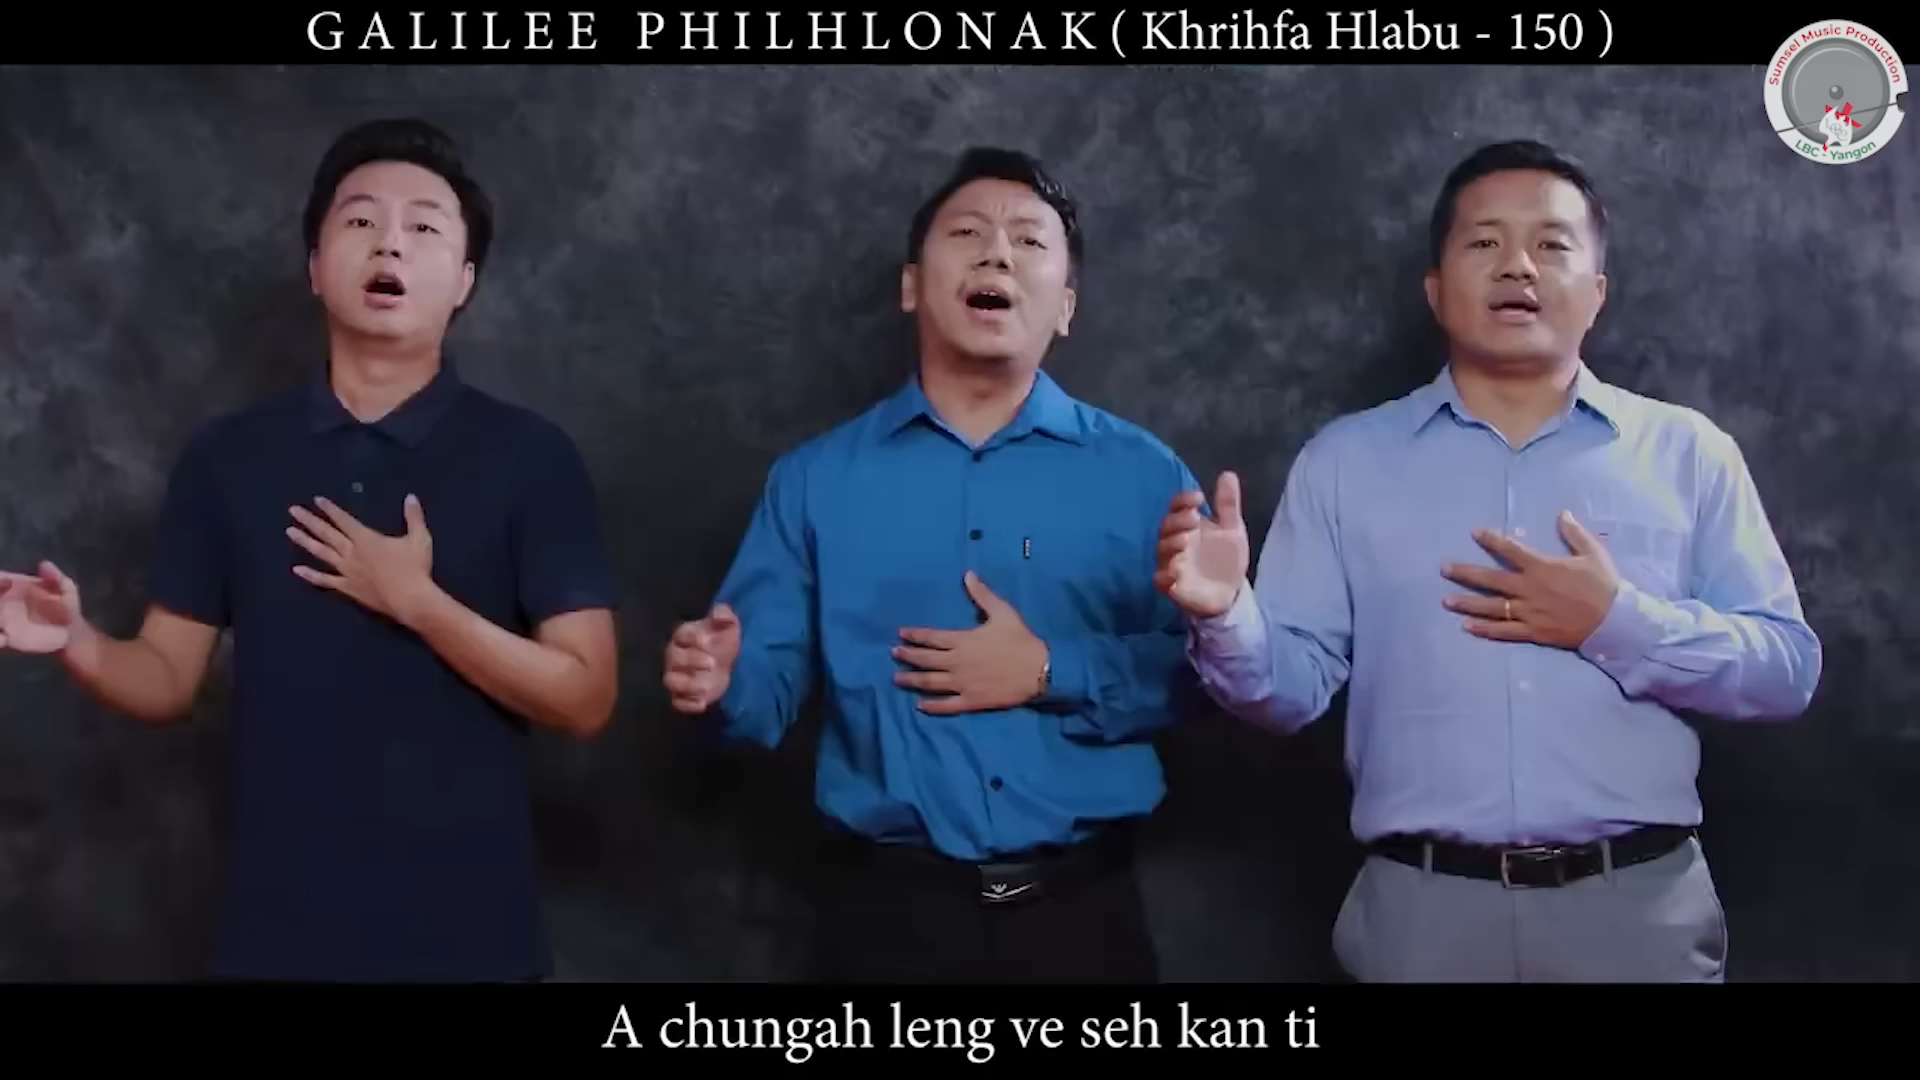 GALILEE PHILHLONAK ( Khrihfa Hlabu - 150 )
Sumsel Music Production
LBC - Yangon
A chungah leng ve seh kan ti